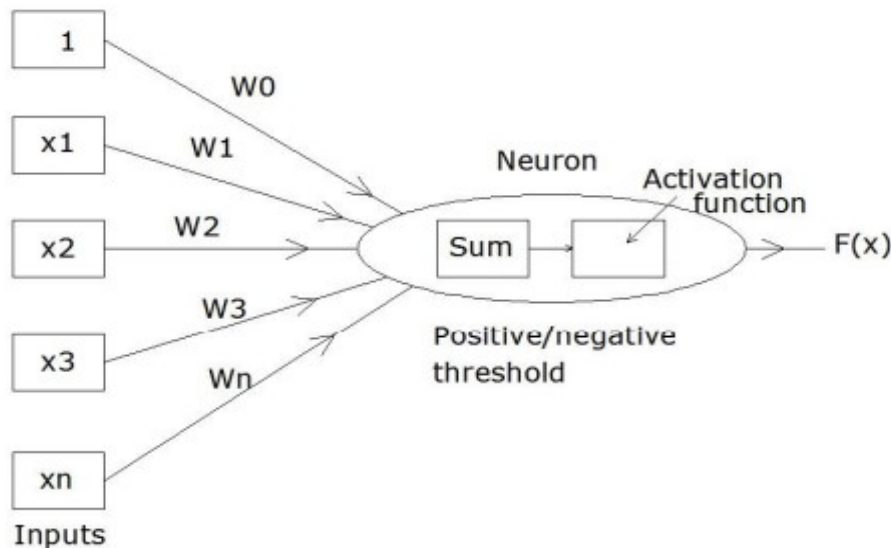 1
W0
x1
W1
Neuron
Activation
function
x2
W2
Sum
F(x)
W3
Positive/negative
threshold
x3
Wn
xn
Inputs